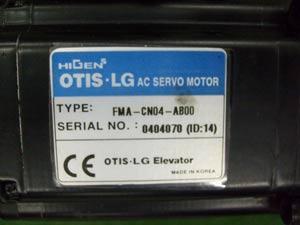 HIGEN
OTIS·LG AC SERVO MOTOR
TYPE: FMA-CN04-AB00
SERIAL NO.: 0404070 (ID:14)
CE OTIS·LG Elevator
MADE IN KOREA